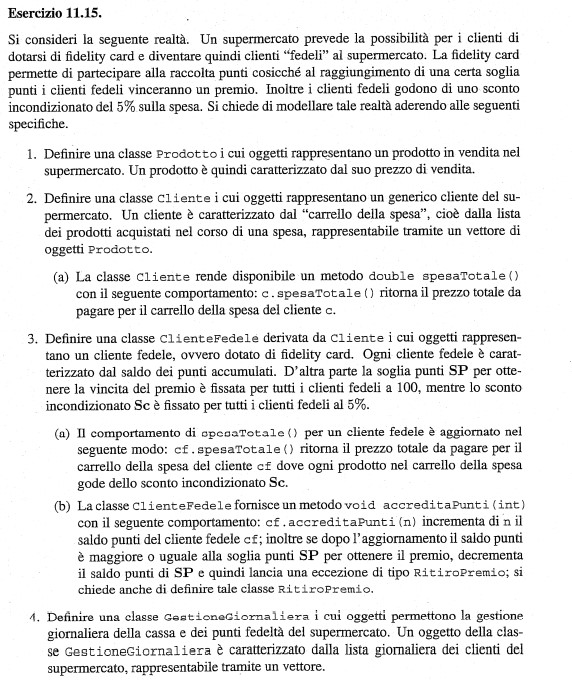 Esercizio 11.15.
Si consideri la seguente realtà. Un supermercato prevede la possibilità per i clienti di
dotarsi di fidelity card e diventare quindi clienti “fedeli” al supermercato. La fidelity card
permette di partecipare alla raccolta punti cosicché al raggiungimento di una certa soglia
punti i clienti fedeli vinceranno un premio. Inoltre i clienti fedeli godono di uno sconto
incondizionato del 5% sulla spesa. Si chiede di modellare tale realtà aderendo alle seguenti
specifiche.
1. Definire una classe Prodotto i cui oggetti rappresentano un prodotto in vendita nel
supermercato. Un prodotto è quindi caratterizzato dal suo prezzo di vendita.
2. Definire una classe Cliente i cui oggetti rappresentano un generico cliente del su-
permercato. Un cliente è caratterizzato dal “carrello della spesa”, cioè dalla lista
dei prodotti acquistati nel corso di una spesa, rappresentabile tramite un vettore di
oggetti Prodotto.
(a) La classe Cliente rende disponibile un metodo double spesaTotale()
con il seguente comportamento: c.spesaTotale() ritorna il prezzo totale da
pagare per il carrello della spesa del cliente c.
3. Definire una classe ClienteFedele derivata da Cliente i cui oggetti rappresen-
tano un cliente fedele, ovvero dotato di fidelity card. Ogni cliente fedele è carat-
terizzato dal saldo dei punti accumulati. D'altra parte la soglia punti SP per otte-
nere la vincita del premio è fissata per tutti i clienti fedeli a 100, mentre lo sconto
incondizionato Sc è fissato per tutti i clienti fedeli al 5%.
(a) Il comportamento di spesaTotale() per un cliente fedele è aggiornato nel
seguente modo: cf.spesaTotale() ritorna il prezzo totale da pagare per il
carrello della spesa del cliente cf dove ogni prodotto nel carrello della spesa
gode dello sconto incondizionato Sc.
(b) La classe ClienteFedele fornisce un metodo void accreditaPunti(int)
con il seguente comportamento: cf.accreditaPunti(n) incrementa di n il
saldo punti del cliente fedele cf; inoltre se dopo l'aggiornamento il saldo punti
è maggiore o uguale alla soglia punti SP per ottenere il premio, decrementa
il saldo punti di SP e quindi lancia una eccezione di tipo RitiroPremio; si
chiede anche di definire tale classe RitiroPremio.
4. Definire una classe GestioneGiornaliera i cui oggetti permettono la gestione
giornaliera della cassa e dei punti fedeltà del supermercato. Un oggetto della clas-
se GestioneGiornaliera è caratterizzato dalla lista giornaliera dei clienti del
supermercato, rappresentabile tramite un vettore.